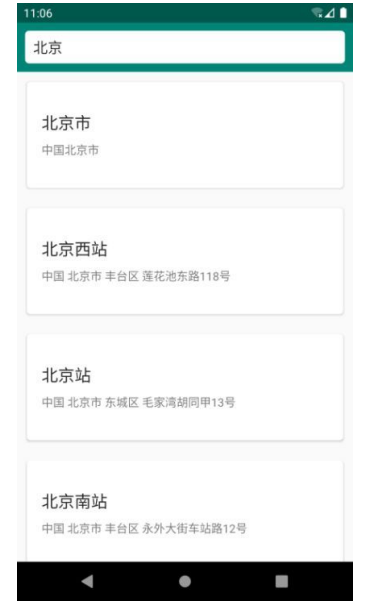 11:06
北京
北京市
中国北京市
北京西站
中国 北京市 丰台区 莲花池东路118号
北京站
中国 北京市 东城区 毛家湾胡同甲13号
北京南站
中国 北京市 丰台区 永外大街车站路12号